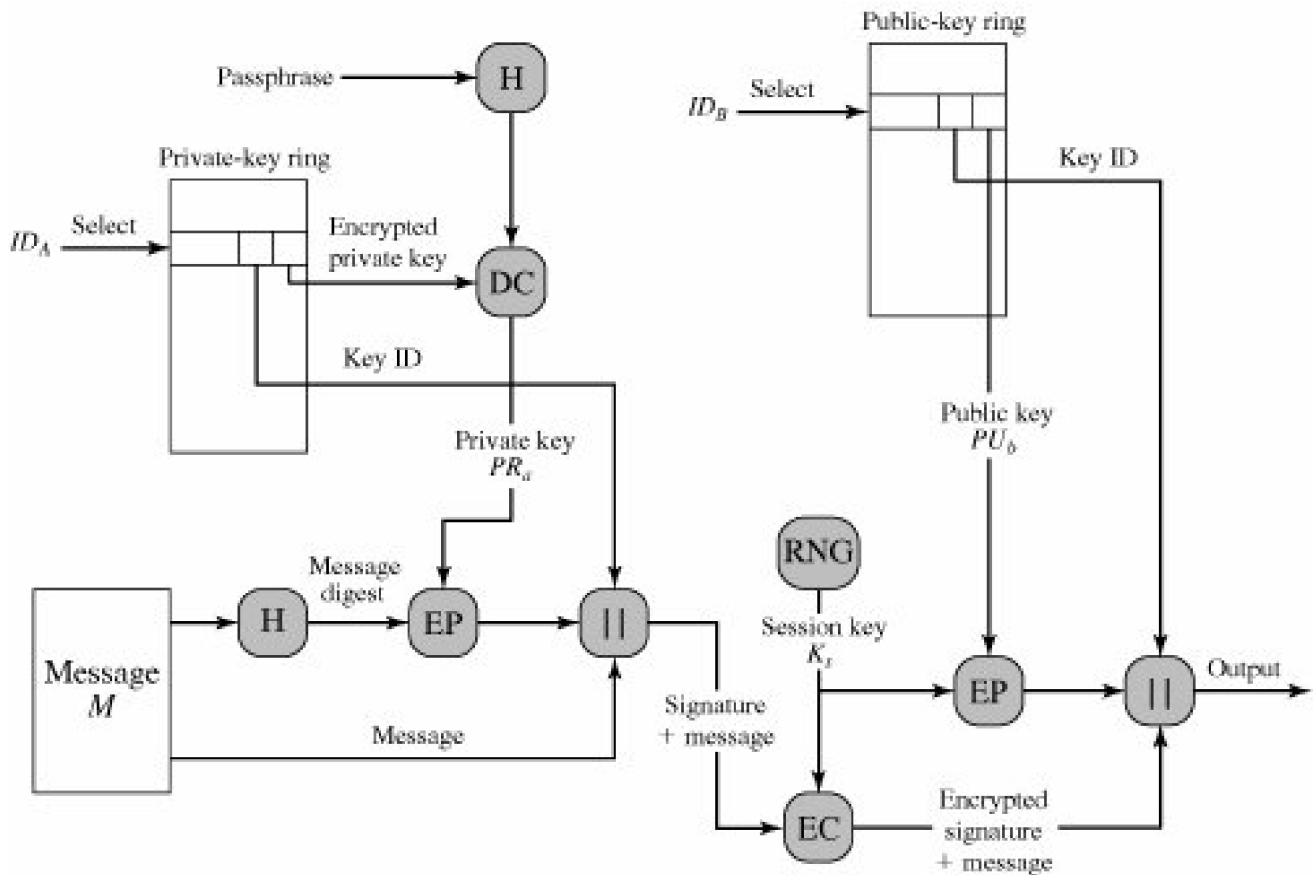 Public-key ring
Passphrase
H
ID_B
Select
Private-key ring
Key ID
ID_A
Select
Encrypted
private key
DC
Key ID
Public key
PU_b
Private key
PR_a
RNG
Message
digest
Session key
K_s
Message
M
H
EP
||
EP
||
Output
Message
Signature
+ message
EC
Encrypted
signature
+ message